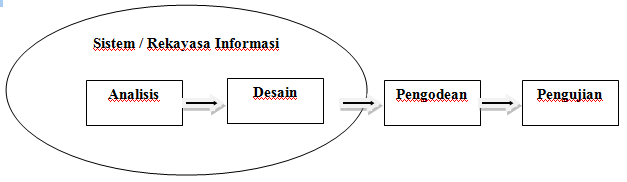 Sistem / Rekayasa Informasi
Analisis
Desain
Pengodean
Pengujian